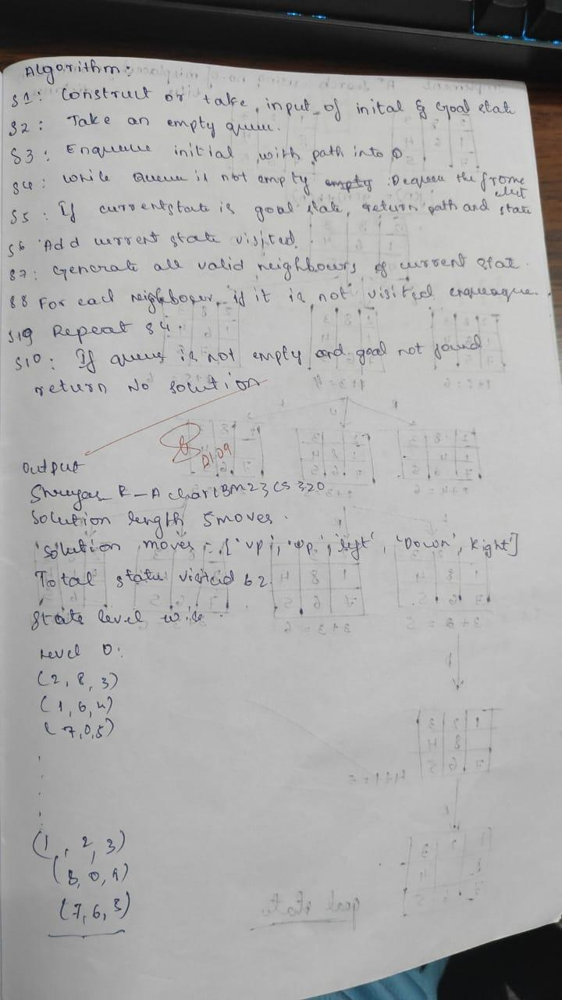 Algorithm:
S1: Construct or take, input of inital & Goal state
S2: Take an empty queue.
S3: Enqueue initial with path into Q
S4: while Queue is not empty empty :Dequeu the frome elut
S5: If currentstate is goal state, return path and state
S6 Add current state visited.
S7: Generate all valid neighbours of current stat.
S8 For each neighbouer, if it is not visited enqueque.
S19 Repeat S4.
S10: If queue is not empty and goal not found
return No solution
01.09
Output
Shreyas R-A chari BM23CS320
Solution length 5moves.
'Solution moves = ['up', 'up', 'left', 'Down', Right']
Total states visited 62
State level wise
Level 0:
(2, 8, 3)
(1, 6, 4)
(7,0,5)
(1, 2, 3)
(8, 0, 4)
(7, 6, 5)